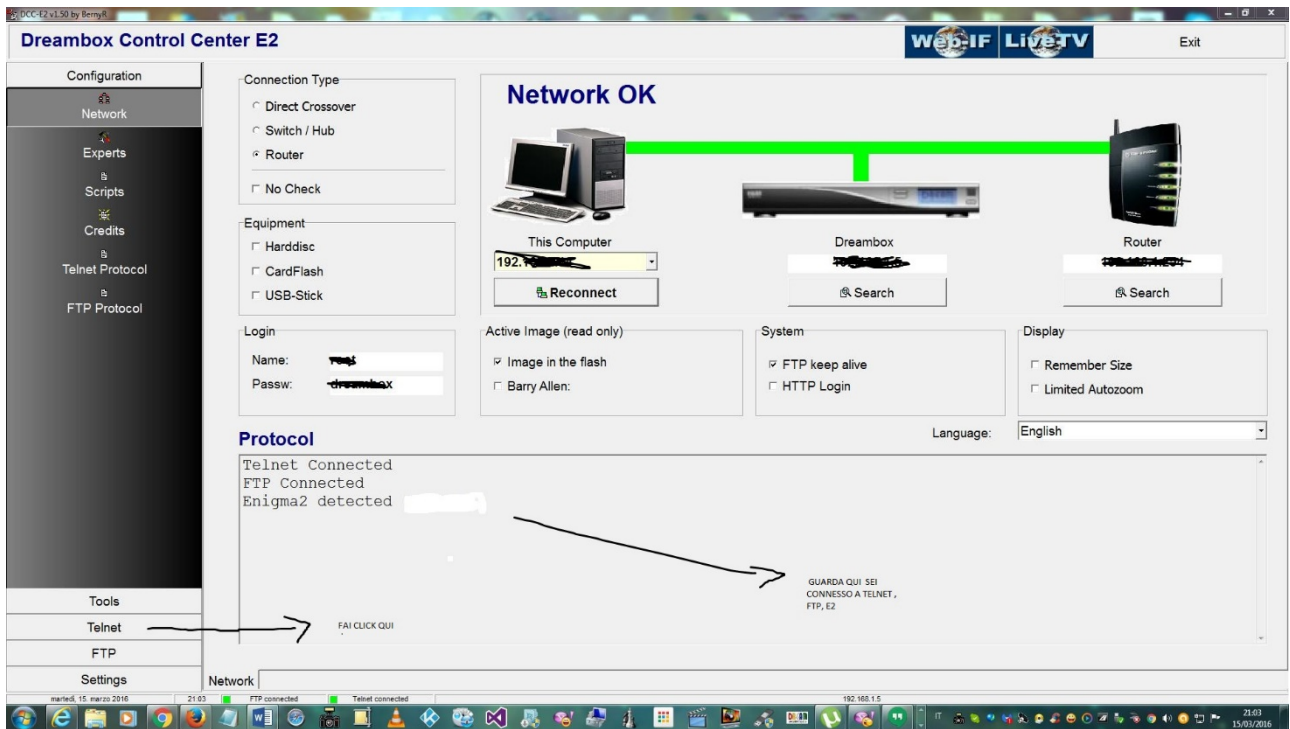 DCC-E2 v1.50 by BernyR
Dreambox Control Center E2
Web-IF LiveTV Exit
Configuration
Network
Experts
Scripts
Credits
Telnet Protocol
FTP Protocol
Tools
Telnet
FTP
Settings
Connection Type
Direct Crossover
Switch / Hub
Router
No Check
Equipment
Harddisc
CardFlash
USB-Stick
Login
Name:
Passw:
Network OK
This Computer
192.
Reconnect
Dreambox
Search
Router
Search
Active Image (read only)
Image in the flash
Barry Allen:
System
FTP keep alive
HTTP Login
Display
Remember Size
Limited Autozoom
Language: English
Protocol
Telnet Connected
FTP Connected
Enigma2 detected
GUARDA QUI SEI
CONNESSO A TELNET ,
FTP, E2
FAI CLICK QUI
Network
martedì, 15. marzo 2016 21:03 FTP connected Telnet connected 192.168.1.5
IT
21:03
15/03/2016